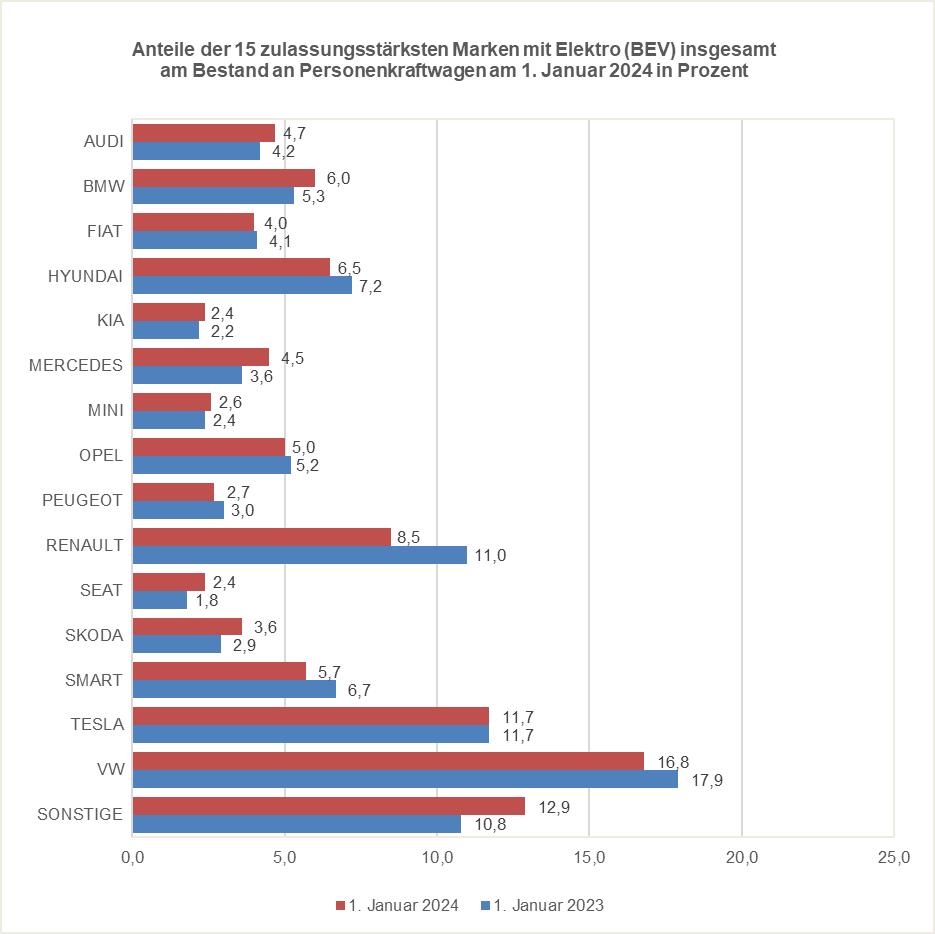 Anteile der 15 zulassungsstärksten Marken mit Elektro (BEV) insgesamt
am Bestand an Personenkraftwagen am 1. Januar 2024 in Prozent
AUDI 4,7
4,2
BMW 6,0
5,3
FIAT 4,0
4,1
HYUNDAI 6,5
7,2
KIA 2,4
2,2
MERCEDES 4,5
3,6
MINI 2,6
2,4
OPEL 5,0
5,2
PEUGEOT 2,7
3,0
RENAULT 8,5
11,0
SEAT 2,4
1,8
SKODA 3,6
2,9
SMART 5,7
6,7
TESLA 11,7
11,7
VW 16,8
17,9
SONSTIGE 12,9
10,8
0,0 5,0 10,0 15,0 20,0 25,0
1. Januar 2024 1. Januar 2023